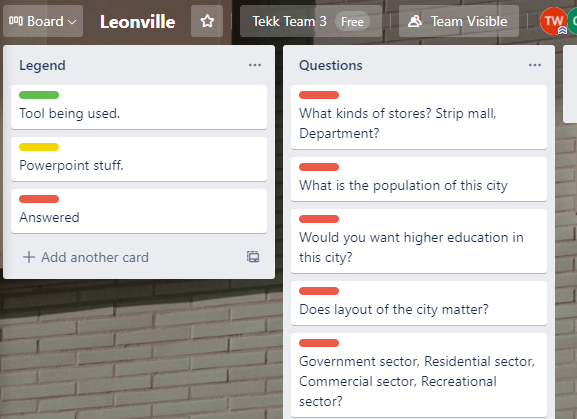 Board
Leonville
Tekk Team 3 Free
Team Visible
TW
Legend
Tool being used.
Powerpoint stuff.
Answered
+ Add another card
Questions
What kinds of stores? Strip mall,
Department?
What is the population of this city
Would you want higher education in
this city?
Does layout of the city matter?
Government sector, Residential sector,
Commercial sector, Recreational
sector?